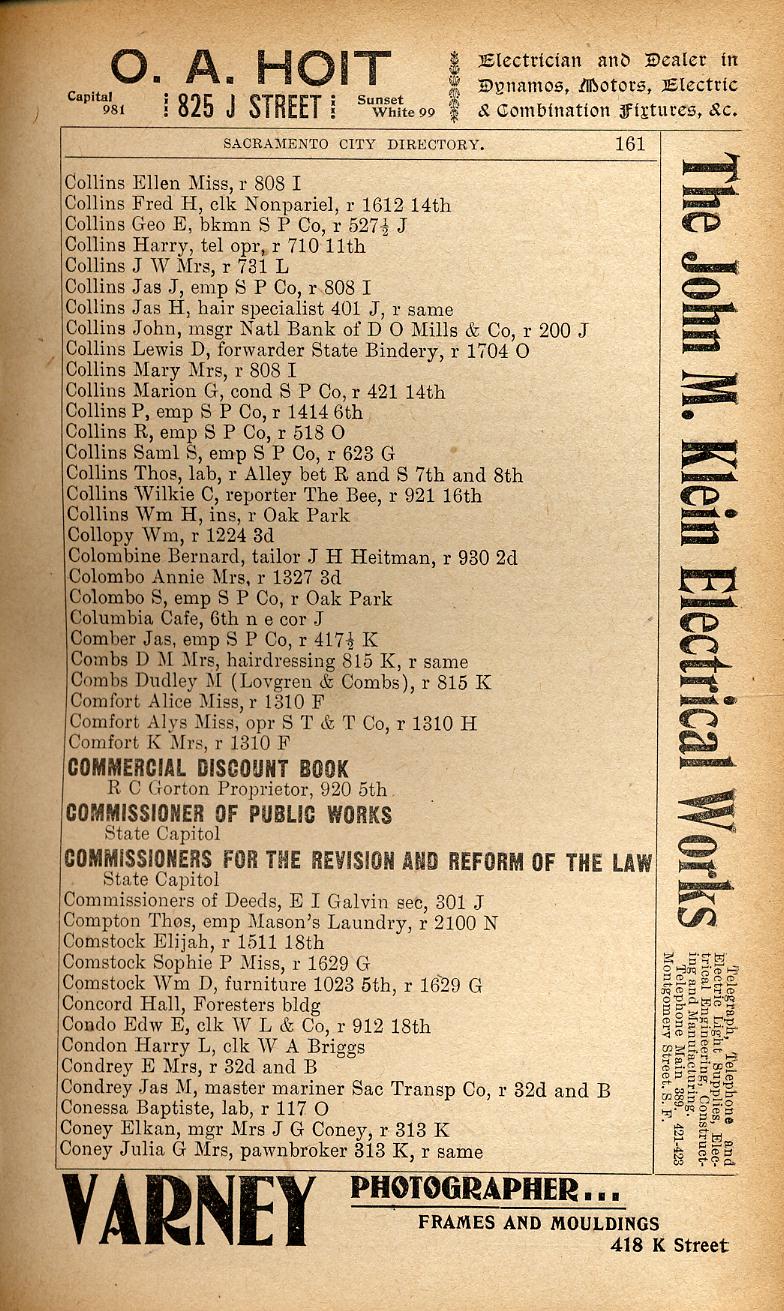 O. A. HOIT
Capital 981
825 J STREET
Sunset White 99
Electrician and Dealer in
Dynamos, Motors, Electric
& Combination Fixtures, &c.
SACRAMENTO CITY DIRECTORY. 161
Collins Ellen Miss, r 808 I
Collins Fred H, clk Nonpariel, r 1612 14th
Collins Geo E, bkmn S P Co, r 527½ J
Collins Harry, tel opr, r 710 11th
Collins J W Mrs, r 731 L
Collins Jas J, emp S P Co, r 808 I
Collins Jas H, hair specialist 401 J, r same
Collins John, msgr Natl Bank of D O Mills & Co, r 200 J
Collins Lewis D, forwarder State Bindery, r 1704 O
Collins Mary Mrs, r 808 I
Collins Marion G, cond S P Co, r 421 14th
Collins P, emp S P Co, r 1414 6th
Collins R, emp S P Co, r 518 O
Collins Saml S, emp S P Co, r 623 G
Collins Thos, lab, r Alley bet R and S 7th and 8th
Collins Wilkie C, reporter The Bee, r 921 16th
Collins Wm H, ins, r Oak Park
Collopy Wm, r 1224 3d
Colombine Bernard, tailor J H Heitman, r 930 2d
Colombo Annie Mrs, r 1327 3d
Colombo S, emp S P Co, r Oak Park
Columbia Cafe, 6th n e cor J
Comber Jas, emp S P Co, r 417½ K
Combs D M Mrs, hairdressing 815 K, r same
Combs Dudley M (Lovgren & Combs), r 815 K
Comfort Alice Miss, r 1310 F
Comfort Alys Miss, opr S T & T Co, r 1310 H
Comfort K Mrs, r 1310 F
COMMERCIAL DISCOUNT BOOK
R C Gorton Proprietor, 920 5th
COMMISSIONER OF PUBLIC WORKS
State Capitol
COMMISSIONERS FOR THE REVISION AND REFORM OF THE LAW
State Capitol
Commissioners of Deeds, E I Galvin sec, 301 J
Compton Thos, emp Mason's Laundry, r 2100 N
Comstock Elijah, r 1511 18th
Comstock Sophie P Miss, r 1629 G
Comstock Wm D, furniture 1023 5th, r 1629 G
Concord Hall, Foresters bldg
Condo Edw E, clk W L & Co, r 912 18th
Condon Harry L, clk W A Briggs
Condrey E Mrs, r 32d and B
Condrey Jas M, master mariner Sac Transp Co, r 32d and B
Conessa Baptiste, lab, r 117 O
Coney Elkan, mgr Mrs J G Coney, r 313 K
Coney Julia G Mrs, pawnbroker 313 K, r same
The John M. Klein Electrical Works
Telegraph, Telephone and
Electric Light Supplies, Elec-
trical Engineering, Construct-
ing and Manufacturing.
Telephone Main 389. 421-423
Montgomery Street, S. F.
VARNEY
PHOTOGRAPHER...
FRAMES AND MOULDINGS
418 K Street